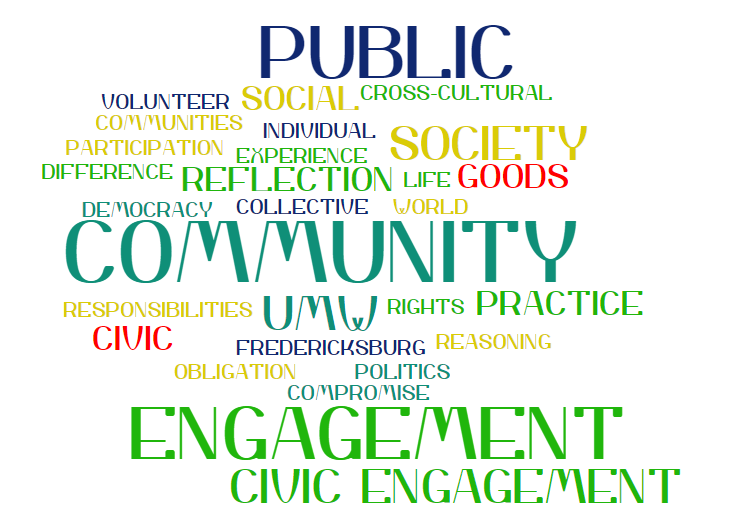 PUBLIC
VOLUNTEER SOCIAL CROSS-CULTURAL
COMMUNITIES INDIVIDUAL SOCIETY
PARTICIPATION EXPERIENCE
DIFFERENCE REFLECTION LIFE GOODS
DEMOCRACY COLLECTIVE WORLD
COMMUNITY
RESPONSIBILITIES UMW RIGHTS PRACTICE
CIVIC FREDERICKSBURG REASONING
OBLIGATION POLITICS
COMPROMISE
ENGAGEMENT
CIVIC ENGAGEMENT